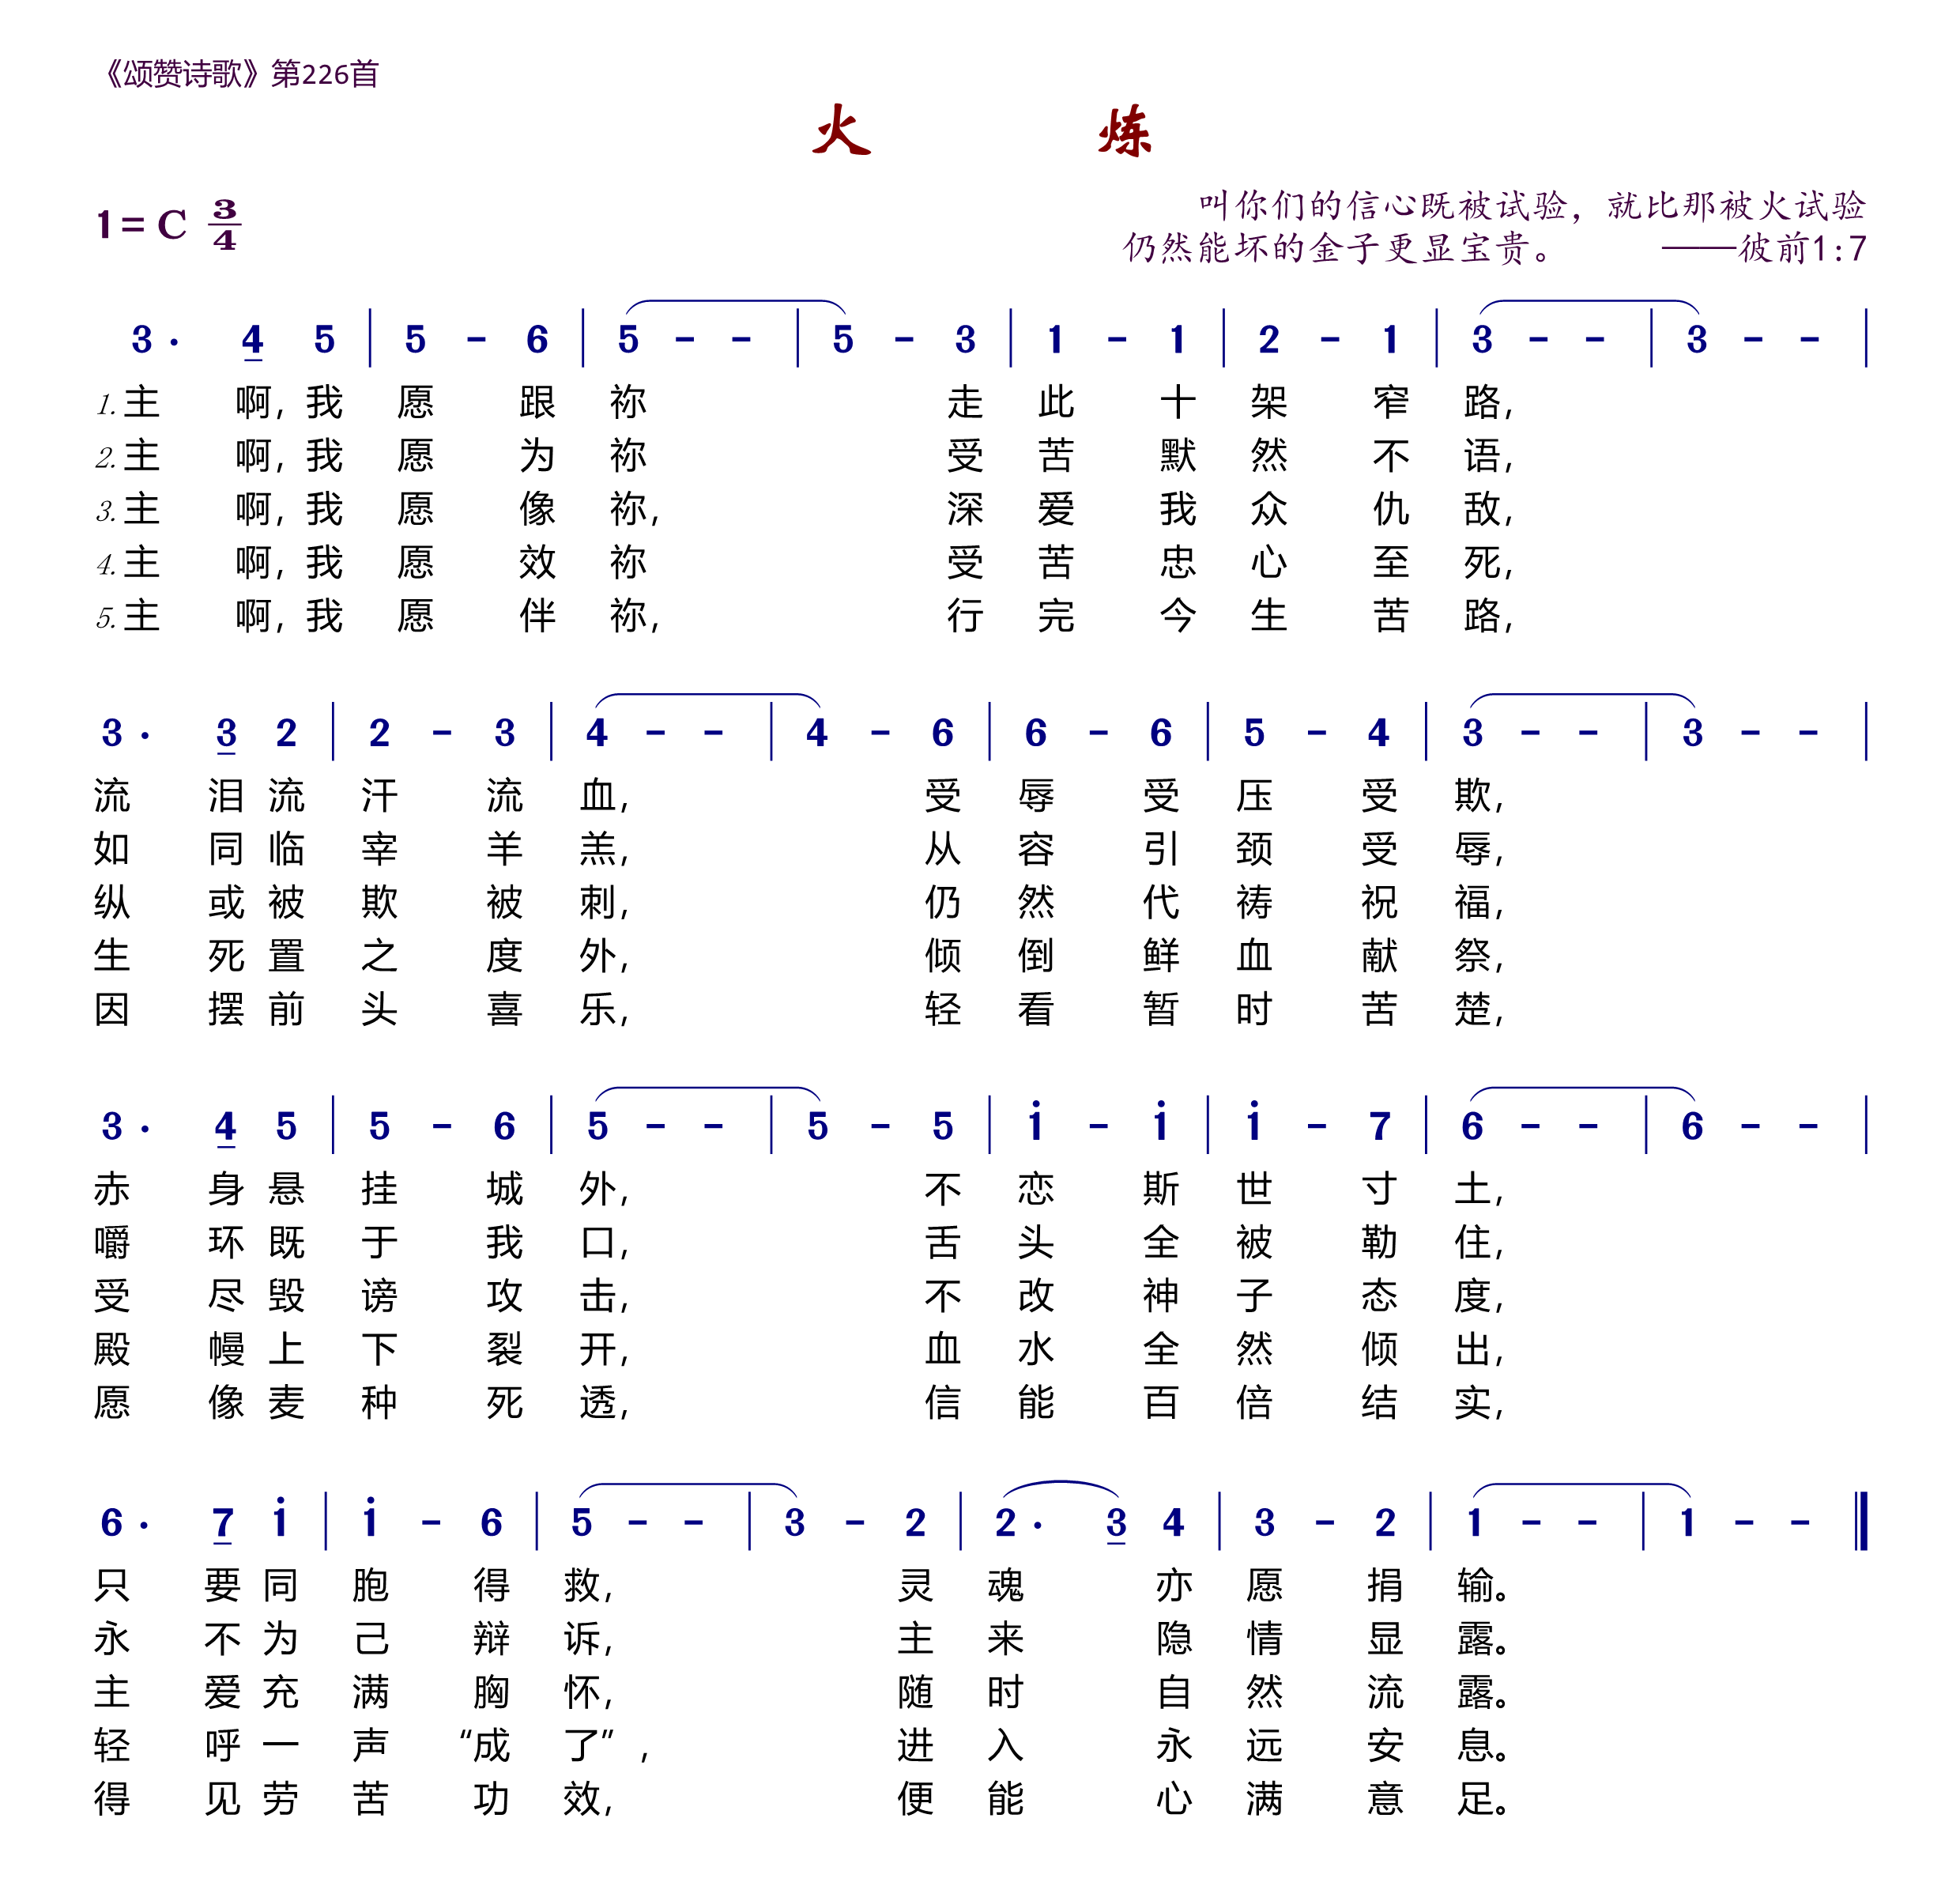 《颂赞诗歌》第226首
火 炼
1=C 3/4
叫你们的信心既被试验，就比那被火试验
仍然能坏的金子更显宝贵。 ——彼前1:7
3· 4 5 | 5 - 6 | 5 - - | 5 - 3 | 1 - 1 | 2 - 1 | 3 - - | 3 - - |
1.主啊，我愿跟祢走此十架窄路，
2.主啊，我愿为祢受苦默然不语，
3.主啊，我愿像祢，深爱我众仇敌，
4.主啊，我愿效祢受苦忠心至死，
5.主啊，我愿伴祢，行完今生苦路，
3· 3 2 | 2 - 3 | 4 - - | 4 - 6 | 6 - 6 | 5 - 4 | 3 - - | 3 - - |
流泪流汗流血，受辱受压受欺，
如同临宰羊羔，从容引颈受辱，
纵或被欺被刺，仍然代祷祝福，
生死置之度外，倾倒鲜血献祭，
因摆前头喜乐，轻看暂时苦楚，
3· 4 5 | 5 - 6 | 5 - - | 5 - 5 | i - i | i - 7 | 6 - - | 6 - - |
赤身悬挂城外，不恋斯世寸土，
嚼环既于我口，舌头全被勒住，
受尽毁谤攻击，不改神子态度，
殿幔上下裂开，血水全然倾出，
愿像麦种死透，信能百倍结实，
6· 7 i | i - 6 | 5 - - | 3 - 2 | 2· 3 4 | 3 - 2 | 1 - - | 1 - - ‖
只要同胞得救，灵魂亦愿捐输。
永不为己辩诉，主来隐情显露。
主爱充满胸怀，随时自然流露。
轻呼一声“成了”，进入永远安息。
得见劳苦功效，便能心满意足。